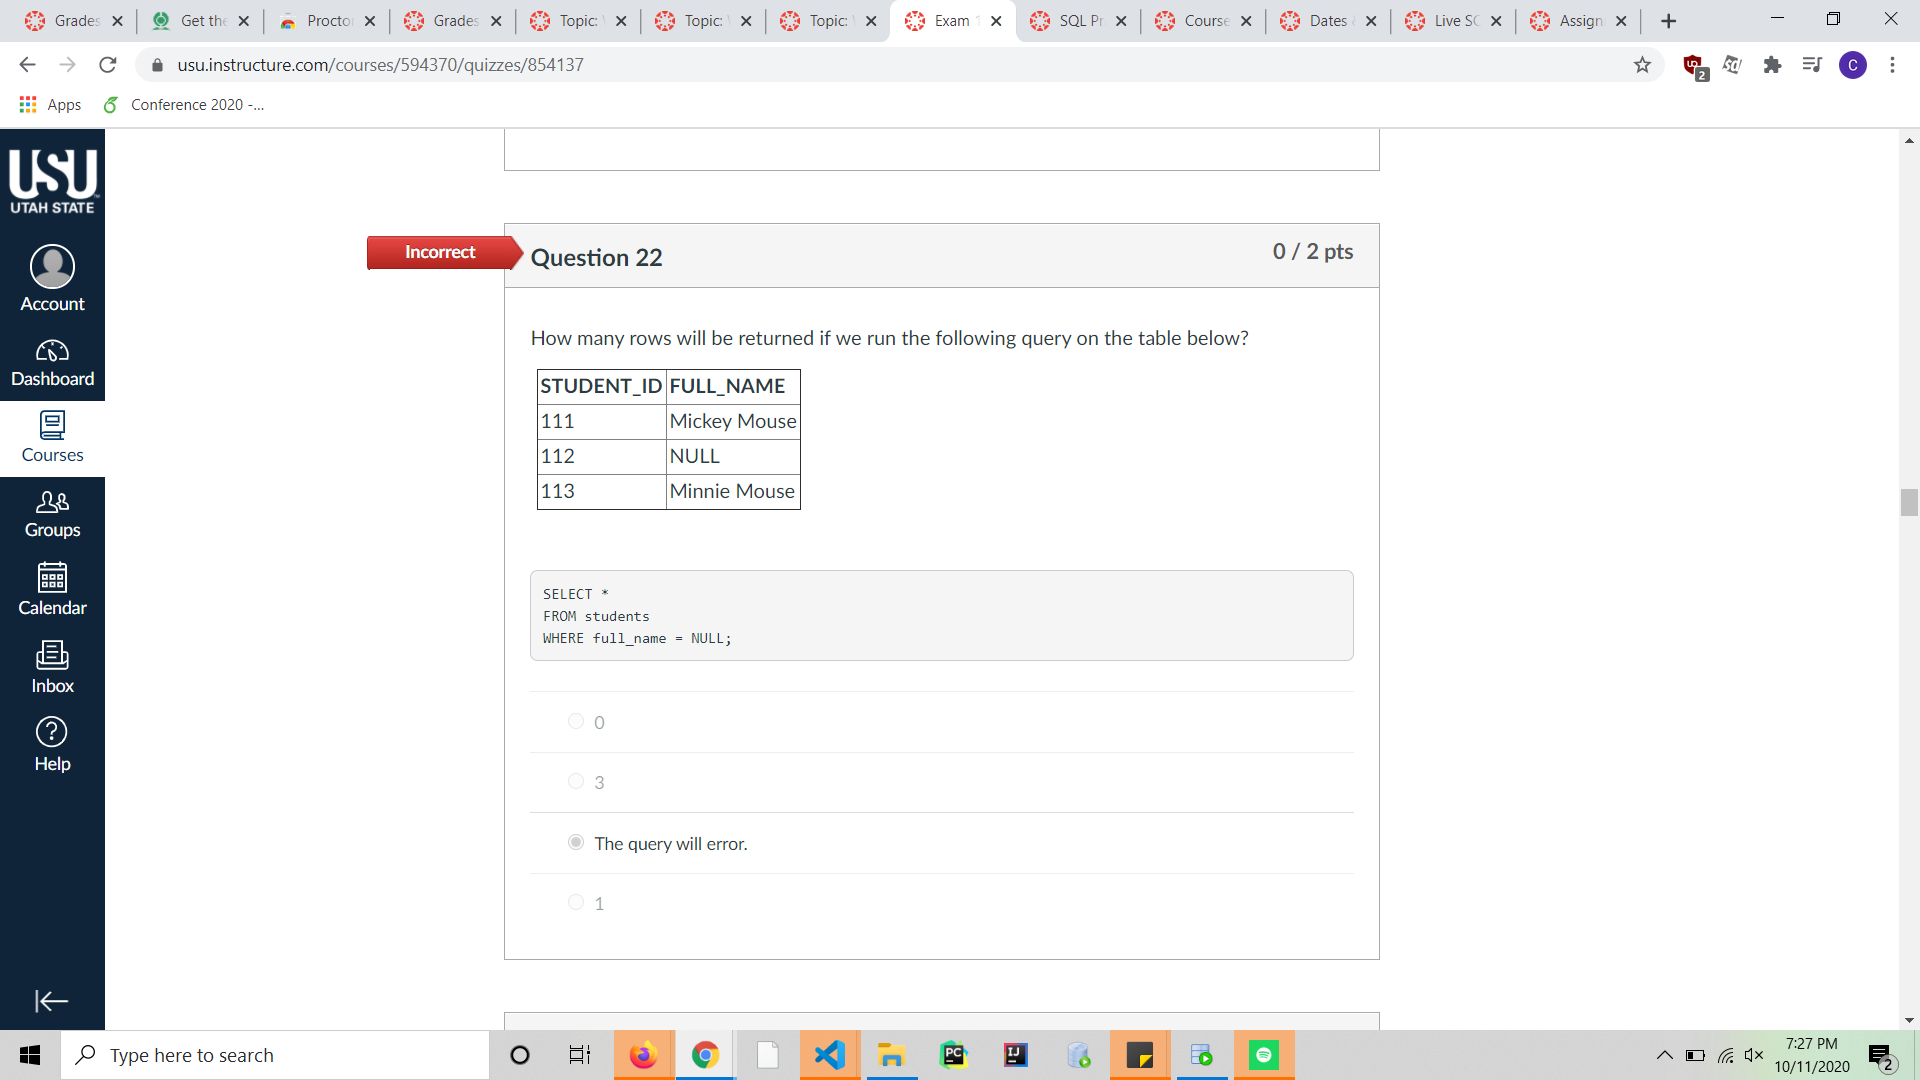 Grades
Get the
Procto
Grades
Topic:
Topic:
Topic:
Exam
SQL Pr
Course
Dates
Live SC
Assign
usu.instructure.com/courses/594370/quizzes/854137
2
C
Apps
Conference 2020 -...
USU
UTAH STATE
Account
Dashboard
Courses
Groups
Calendar
Inbox
Help
Incorrect
Question 22
0 / 2 pts
How many rows will be returned if we run the following query on the table below?
STUDENT_ID FULL_NAME
111 Mickey Mouse
112 NULL
113 Minnie Mouse
SELECT *
FROM students
WHERE full_name = NULL;
0
3
The query will error.
1
Type here to search
PC
IJ
7:27 PM
10/11/2020
2